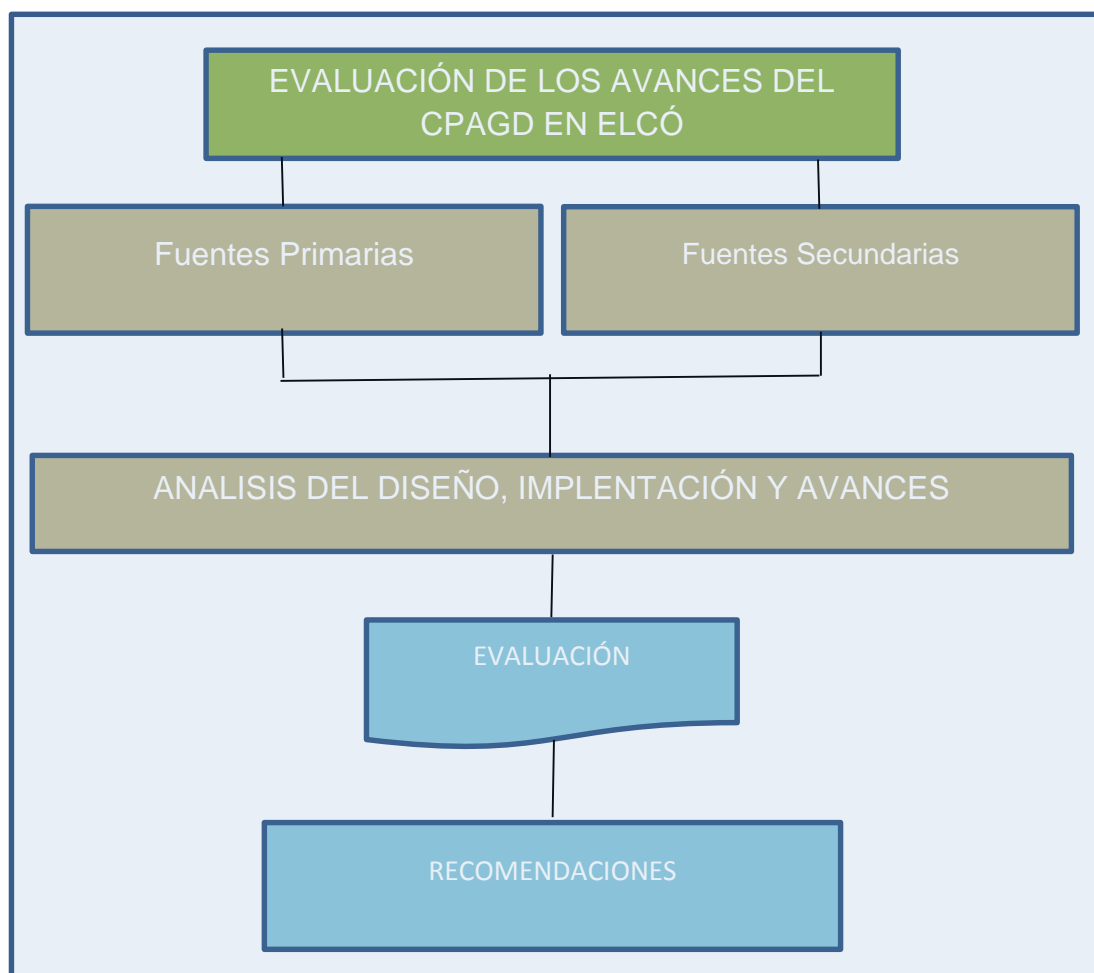 EVALUACIÓN DE LOS AVANCES DEL
CPAGD EN ELCÓ
Fuentes Primarias
Fuentes Secundarias
ANALISIS DEL DISEÑO, IMPLENTACIÓN Y AVANCES
EVALUACIÓN
RECOMENDACIONES